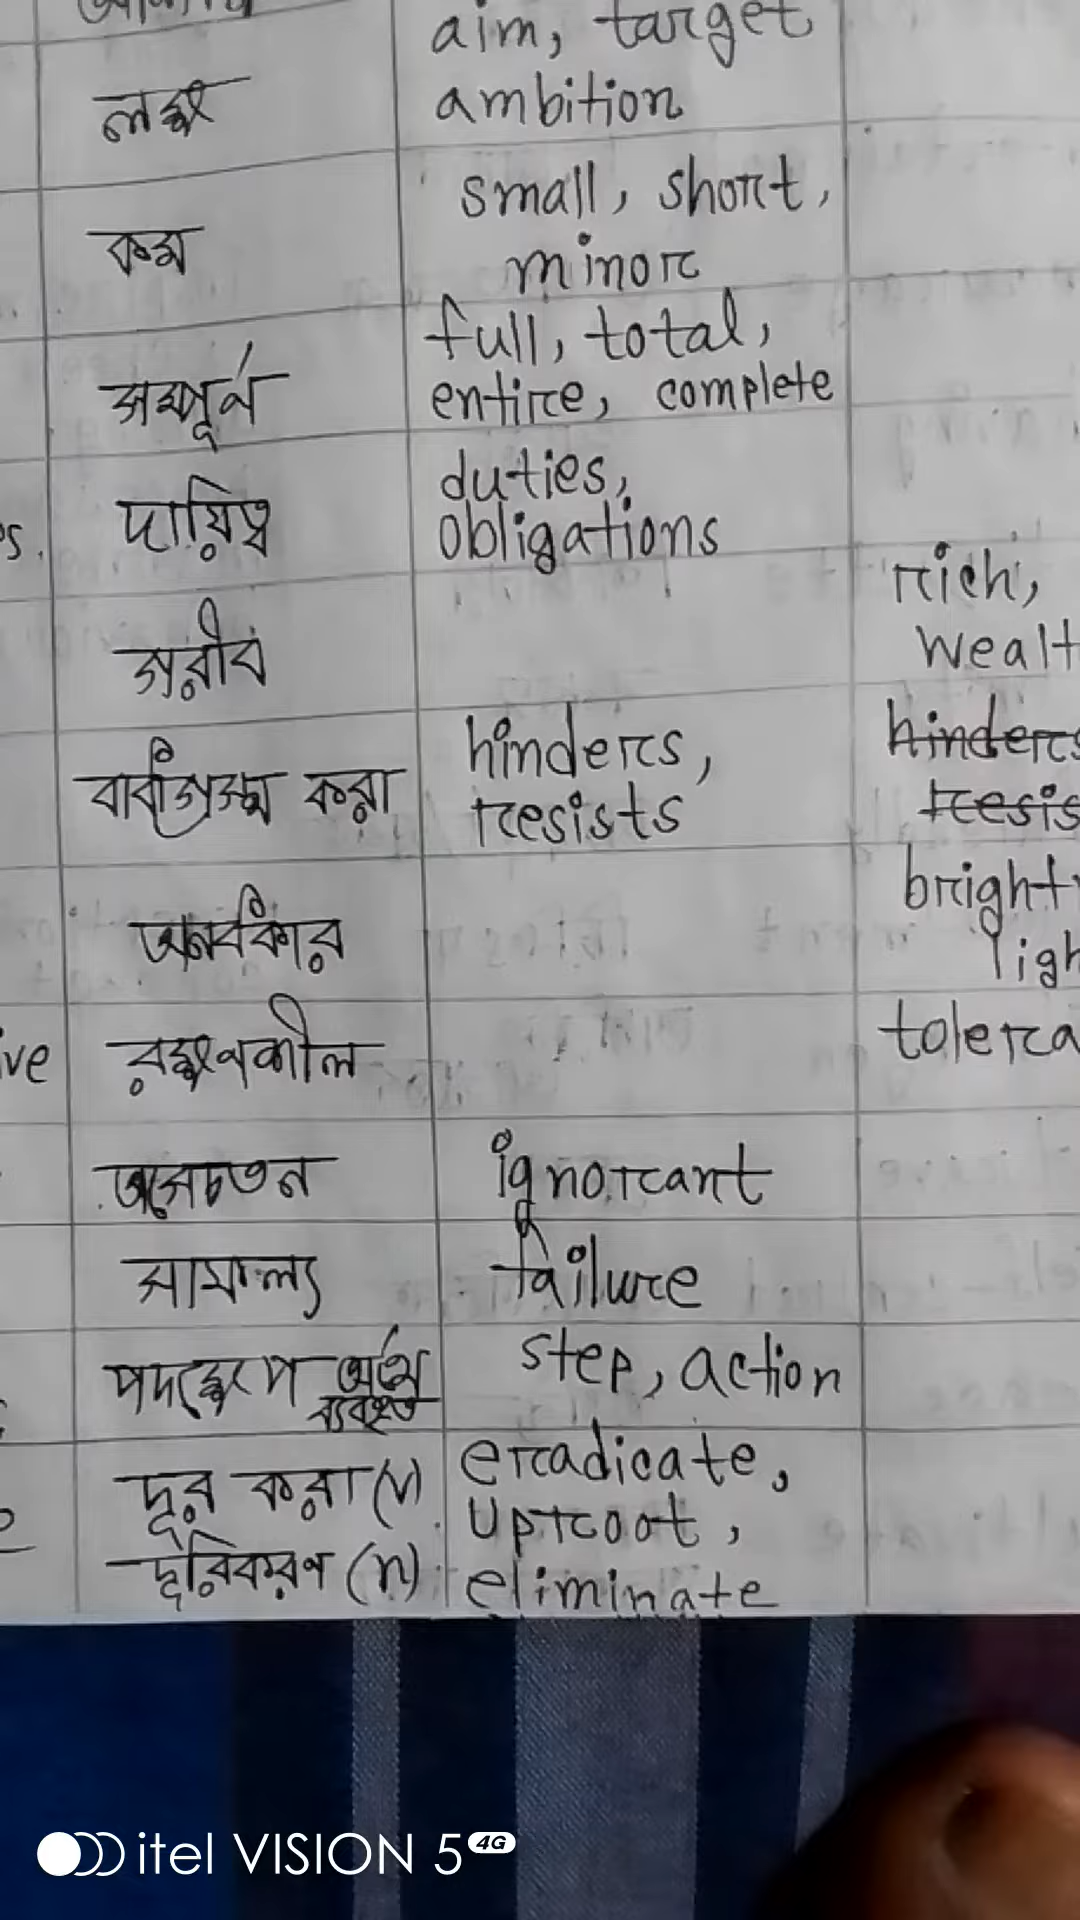 aim, target
লক্ষ্য ambition
small, short,
কম minor
full, total,
সম্পূর্ণ entire, complete
duties,
দায়িত্ব obligations
rich,
গরীব wealt
hinders, hinders
বাধাগ্রস্থ করা resists resis
bright
অন্ধকার ligh
ive রক্ষণশীল tolera
অসচেতন ignorant
সাফল্য failure
পদক্ষেপ অর্থে step, action
ব্যবহৃত
দূর করা (v) eradicate,
uproot,
দূরিকরণ (n) eliminate
itel VISION 5 4G